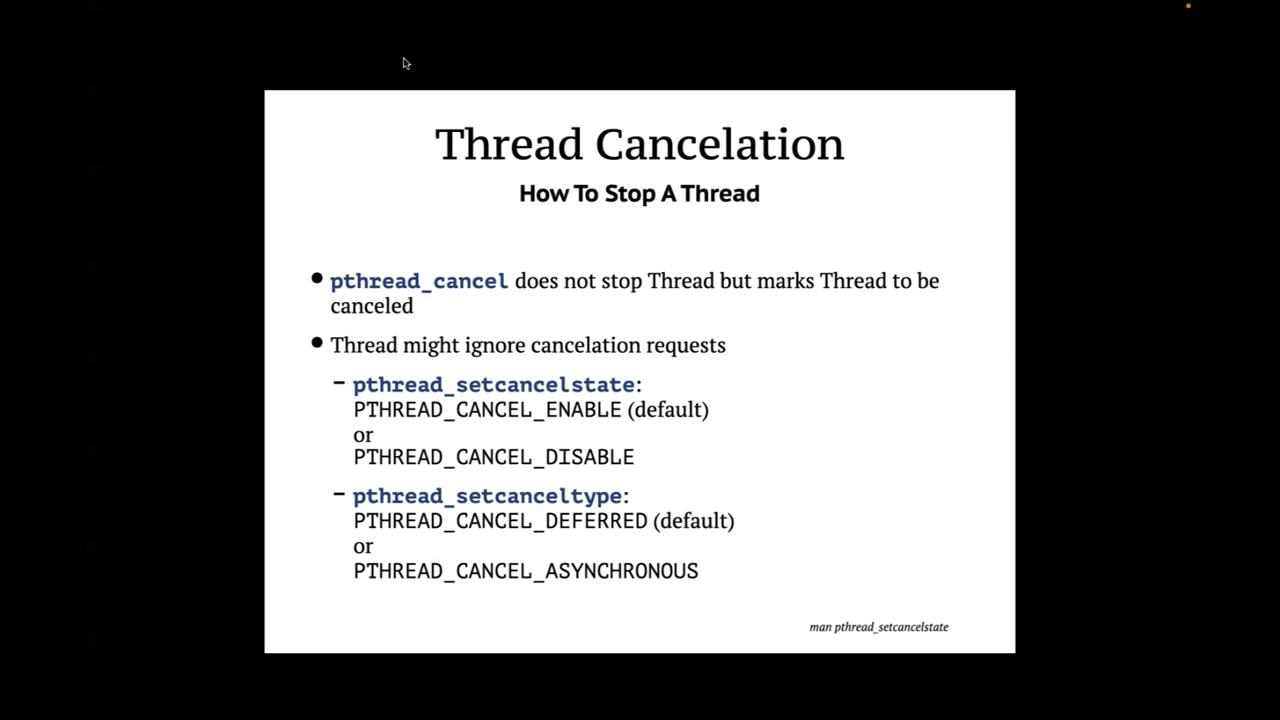 Thread Cancelation
How To Stop A Thread
● pthread_cancel does not stop Thread but marks Thread to be
canceled
● Thread might ignore cancelation requests
– pthread_setcancelstate:
PTHREAD_CANCEL_ENABLE (default)
or
PTHREAD_CANCEL_DISABLE
– pthread_setcanceltype:
PTHREAD_CANCEL_DEFERRED (default)
or
PTHREAD_CANCEL_ASYNCHRONOUS
man pthread_setcancelstate